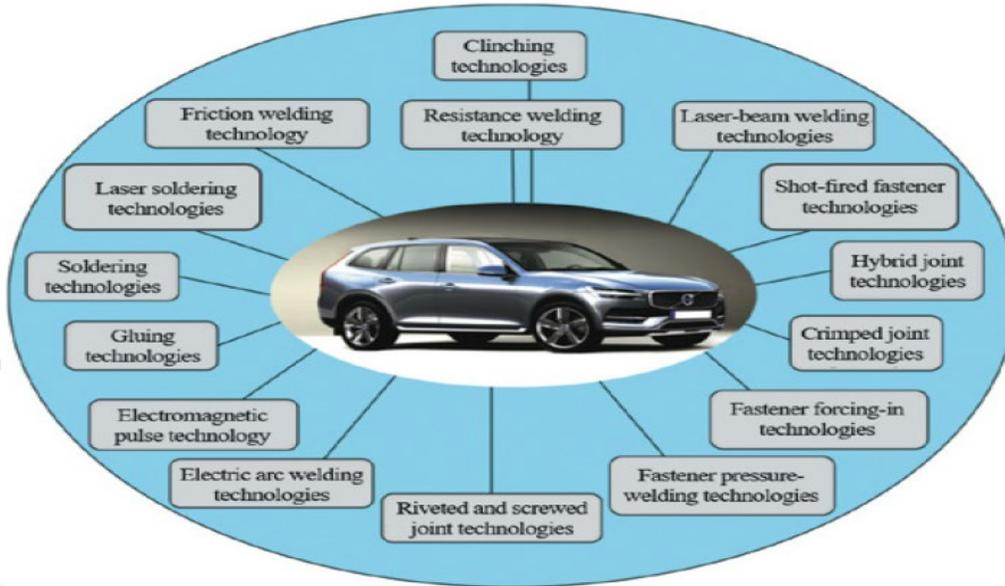 Clinching
technologies
Friction welding
technology
Resistance welding
technology
Laser-beam welding
technologies
Laser soldering
technologies
Shot-fired fastener
technologies
Soldering
technologies
Hybrid joint
technologies
Gluing
technologies
Crimped joint
technologies
Electromagnetic
pulse technology
Fastener forcing-in
technologies
Electric arc welding
technologies
Fastener pressure-
welding technologies
Riveted and screwed
joint technologies